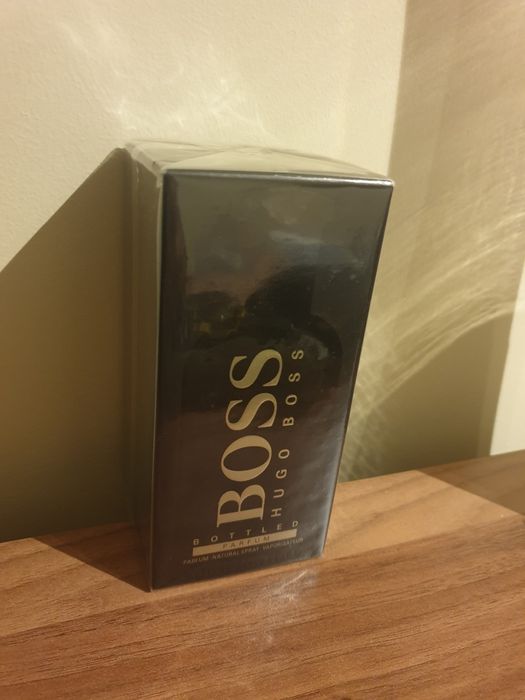 BOSS
HUGO BOSS
BOTTLED
PARFUM
PARFUM NATURAL SPRAY VAPORISATEUR